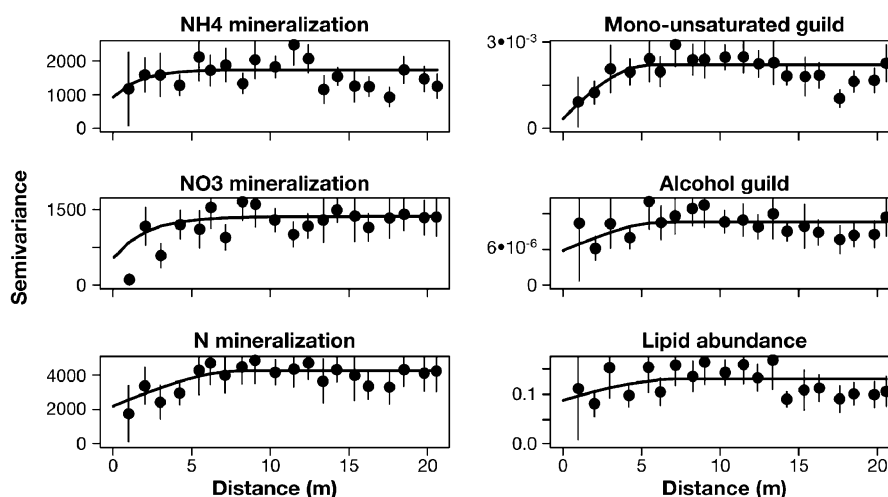 NH4 mineralization
2000
1000
0
Mono-unsaturated guild
3•10⁻³
0
NO3 mineralization
1500
0
Alcohol guild
6•10⁻⁶
0
Semivariance
N mineralization
4000
2000
0
0 5 10 15 20
Distance (m)
Lipid abundance
0.1
0.0
0 5 10 15 20
Distance (m)